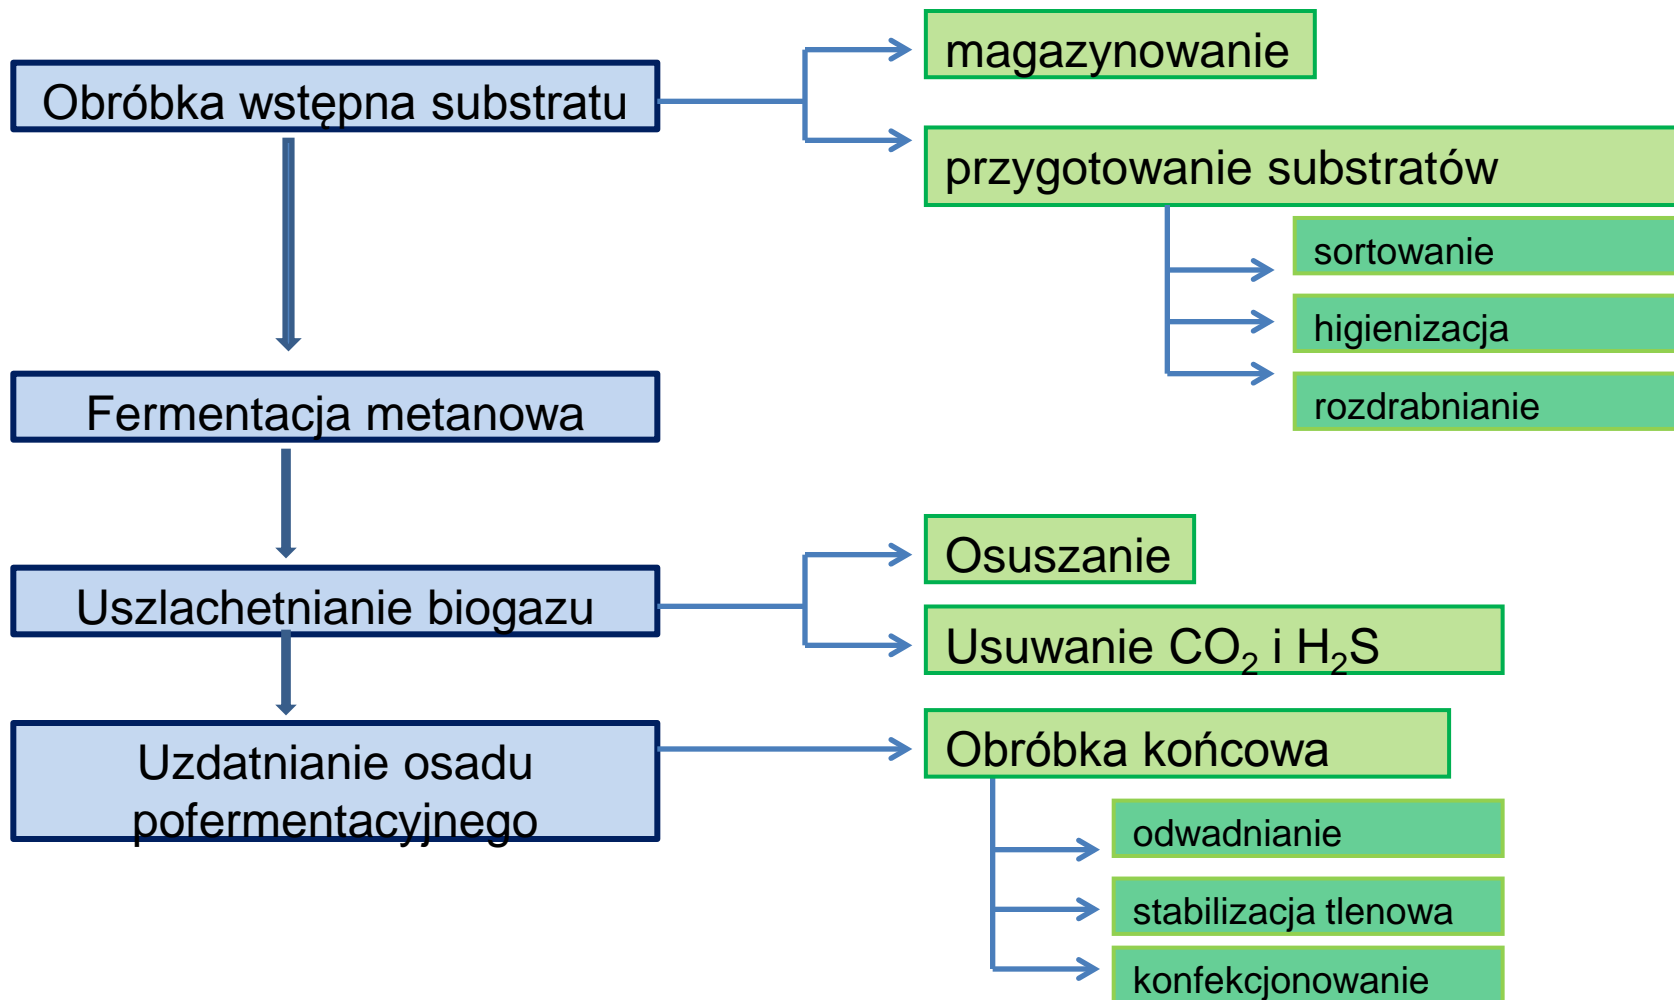 Obróbka wstępna substratu
magazynowanie
przygotowanie substratów
sortowanie
higienizacja
rozdrabnianie
Fermentacja metanowa
Uszlachetnianie biogazu
Osuszanie
Usuwanie CO₂ i H₂S
Uzdatnianie osadu
pofermentacyjnego
Obróbka końcowa
odwadnianie
stabilizacja tlenowa
konfekcjonowanie